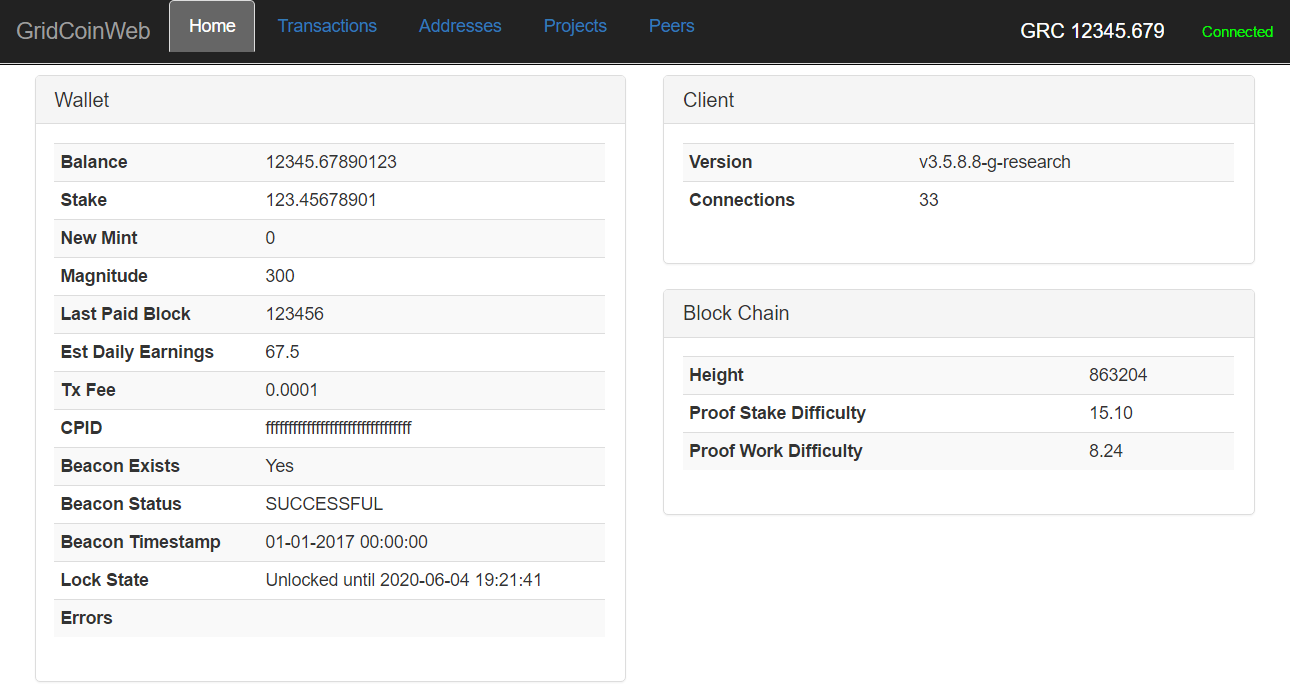 GridCoinWeb Home Transactions Addresses Projects Peers GRC 12345.679 Connected
Wallet
Balance 12345.67890123
Stake 123.45678901
New Mint 0
Magnitude 300
Last Paid Block 123456
Est Daily Earnings 67.5
Tx Fee 0.0001
CPID ffffffffffffffffffffffffffffffff
Beacon Exists Yes
Beacon Status SUCCESSFUL
Beacon Timestamp 01-01-2017 00:00:00
Lock State Unlocked until 2020-06-04 19:21:41
Errors
Client
Version v3.5.8.8-g-research
Connections 33
Block Chain
Height 863204
Proof Stake Difficulty 15.10
Proof Work Difficulty 8.24